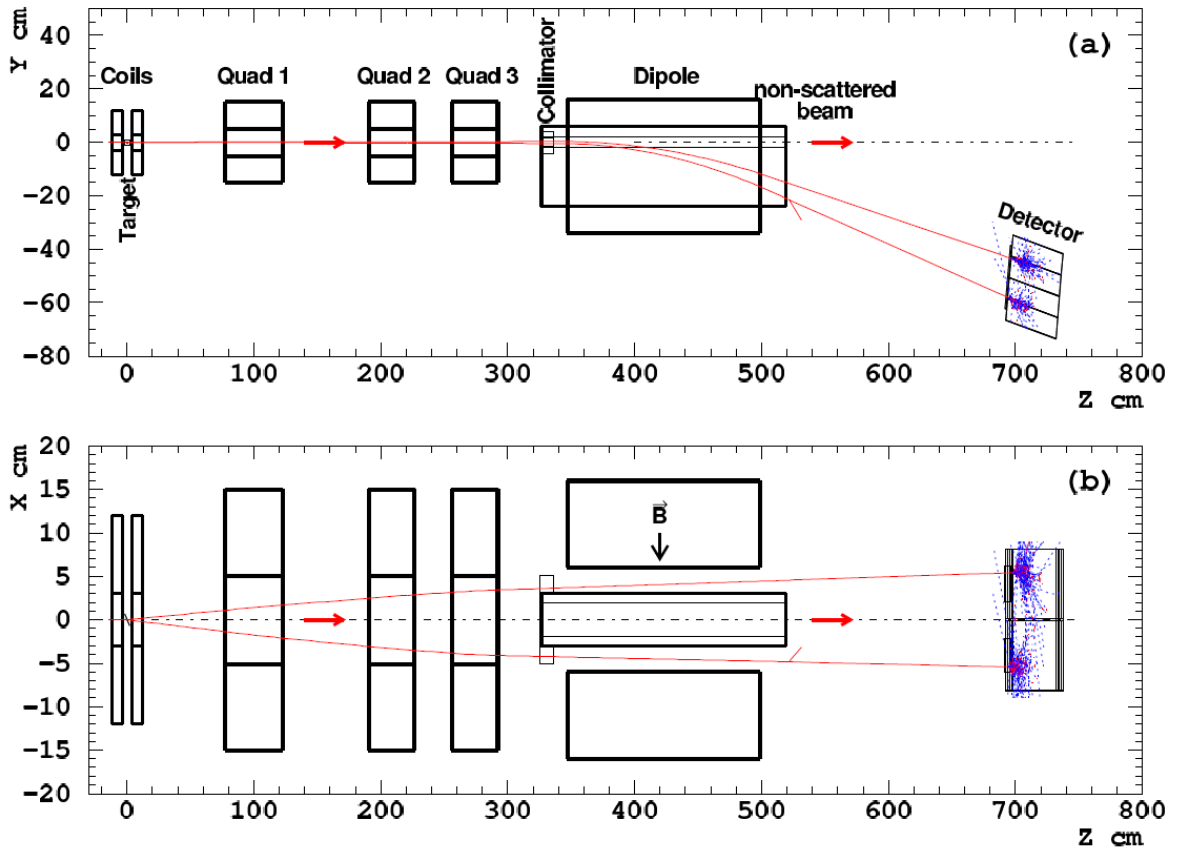 (a)
Y cm
40
20
0
-20
-40
-60
-80
Coils
Target
Quad 1
Quad 2
Quad 3
Collimator
Dipole
non-scattered
beam
Detector
0 100 200 300 400 500 600 700 800
Z cm
(b)
X cm
20
15
10
5
0
-5
-10
-15
-20
B
0 100 200 300 400 500 600 700 800
Z cm